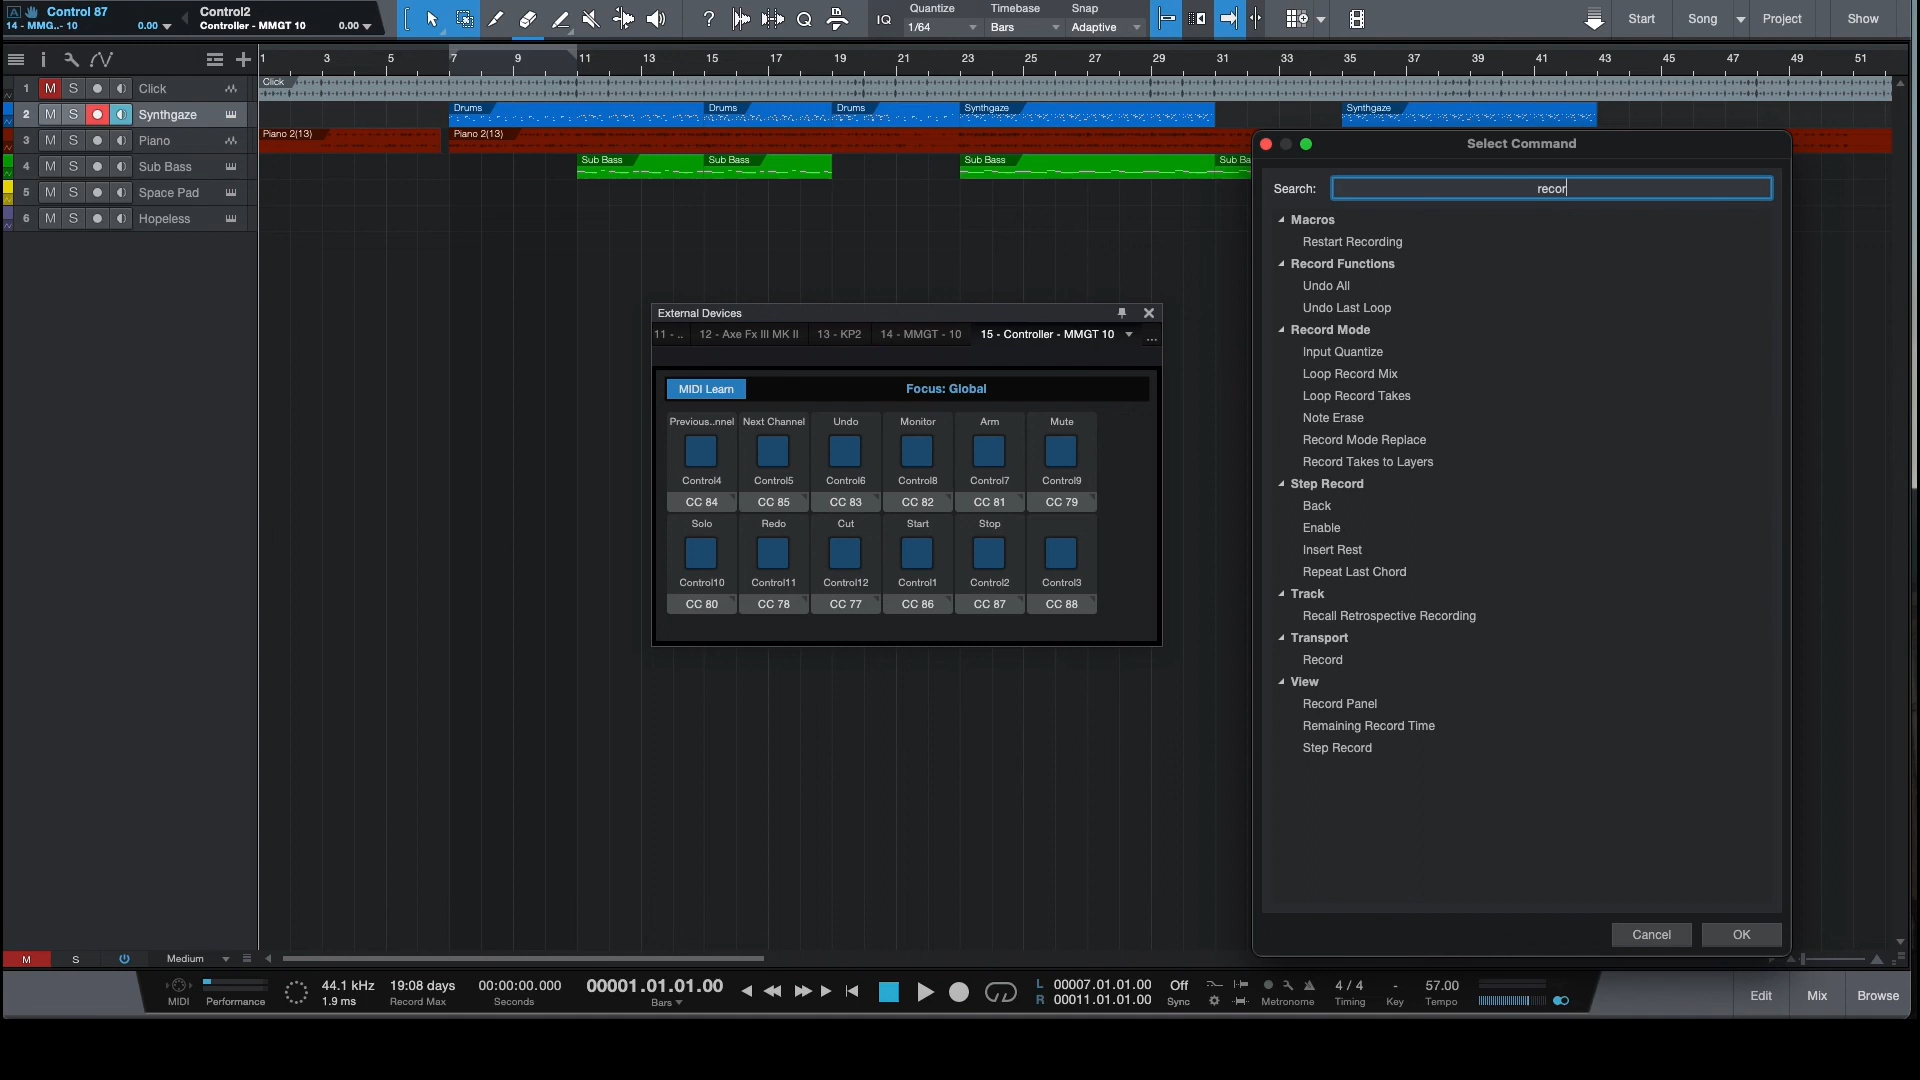 Control 87
14 - MMG..- 10
0.00
Control2
Controller - MMGT 10
0.00
IQ
Quantize
1/64
Timebase
Bars
Snap
Adaptive
Start
Song
Project
Show
1 3 5 7 9 11 13 15 17 19 21 23 25 27 29 31 33 35 37 39 41 43 45 47 49 51
1 M S Click
2 M S Synthgaze
3 M S Piano
4 M S Sub Bass
5 M S Space Pad
6 M S Hopeless
Click
Drums
Drums
Drums
Synthgaze
Synthgaze
Piano 2(13)
Piano 2(13)
Sub Bass
Sub Bass
Sub Bass
Sub Ba
External Devices
11 - ..
12 - Axe Fx III MK II
13 - KP2
14 - MMGT - 10
15 - Controller - MMGT 10
...
MIDI Learn
Focus: Global
Previous..nnel Next Channel Undo Monitor Arm Mute
Control4 Control5 Control6 Control8 Control7 Control9
CC 84 CC 85 CC 83 CC 82 CC 81 CC 79
Solo Redo Cut Start Stop
Control10 Control11 Control12 Control1 Control2 Control3
CC 80 CC 78 CC 77 CC 86 CC 87 CC 88
Select Command
Search: recor
Macros
Restart Recording
Record Functions
Undo All
Undo Last Loop
Record Mode
Input Quantize
Loop Record Mix
Loop Record Takes
Note Erase
Record Mode Replace
Record Takes to Layers
Step Record
Back
Enable
Insert Rest
Repeat Last Chord
Track
Recall Retrospective Recording
Transport
Record
View
Record Panel
Remaining Record Time
Step Record
Cancel
OK
M S Medium
MIDI
Performance
44.1 kHz
1.9 ms
19:08 days
Record Max
00:00:00.000
Seconds
00001.01.01.00
Bars
L 00007.01.01.00
R 00011.01.01.00
Off
Sync
Metronome
4 / 4
Timing
-
Key
57.00
Tempo
Edit
Mix
Browse